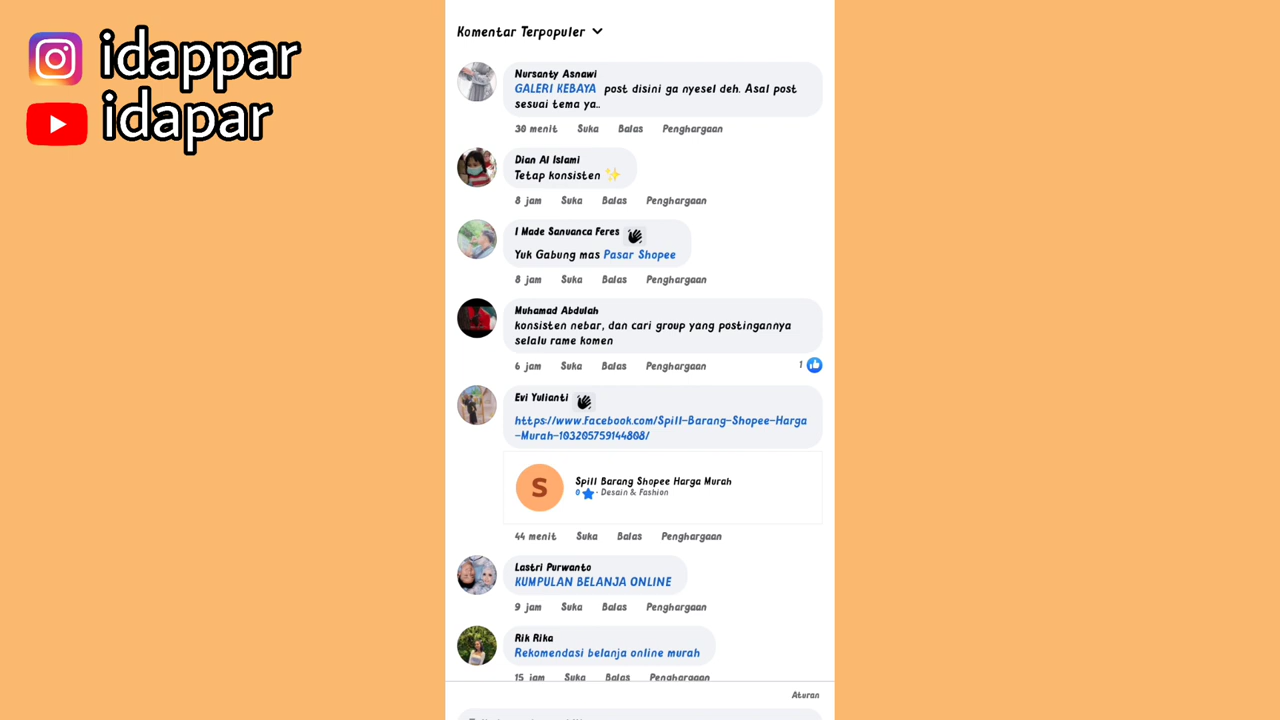 idappar
idapar
Komentar Terpopuler
Nursanty Asnawi
GALERI KEBAYA post disini ga nyesel deh. Asal post
sesuai tema ya..
30 menit Suka Balas Penghargaan
Dian Al Islami
Tetap konsisten ✨
8 jam Suka Balas Penghargaan
I Made Sanuanca Feres
Yuk Gabung mas Pasar Shopee
8 jam Suka Balas Penghargaan
Muhamad Abdulah
konsisten nebar, dan cari group yang postingannya
selalu rame komen
6 jam Suka Balas Penghargaan 1
Evi Yulianti
https://www.facebook.com/Spill-Barang-Shopee-Harga
-Murah-103205759144808/
S
Spill Barang Shopee Harga Murah
0 · Desain & Fashion
44 menit Suka Balas Penghargaan
Lastri Purwanto
KUMPULAN BELANJA ONLINE
9 jam Suka Balas Penghargaan
Rik Rika
Rekomendasi belanja online murah
15 jam Suka Balas Penghargaan
Aturan